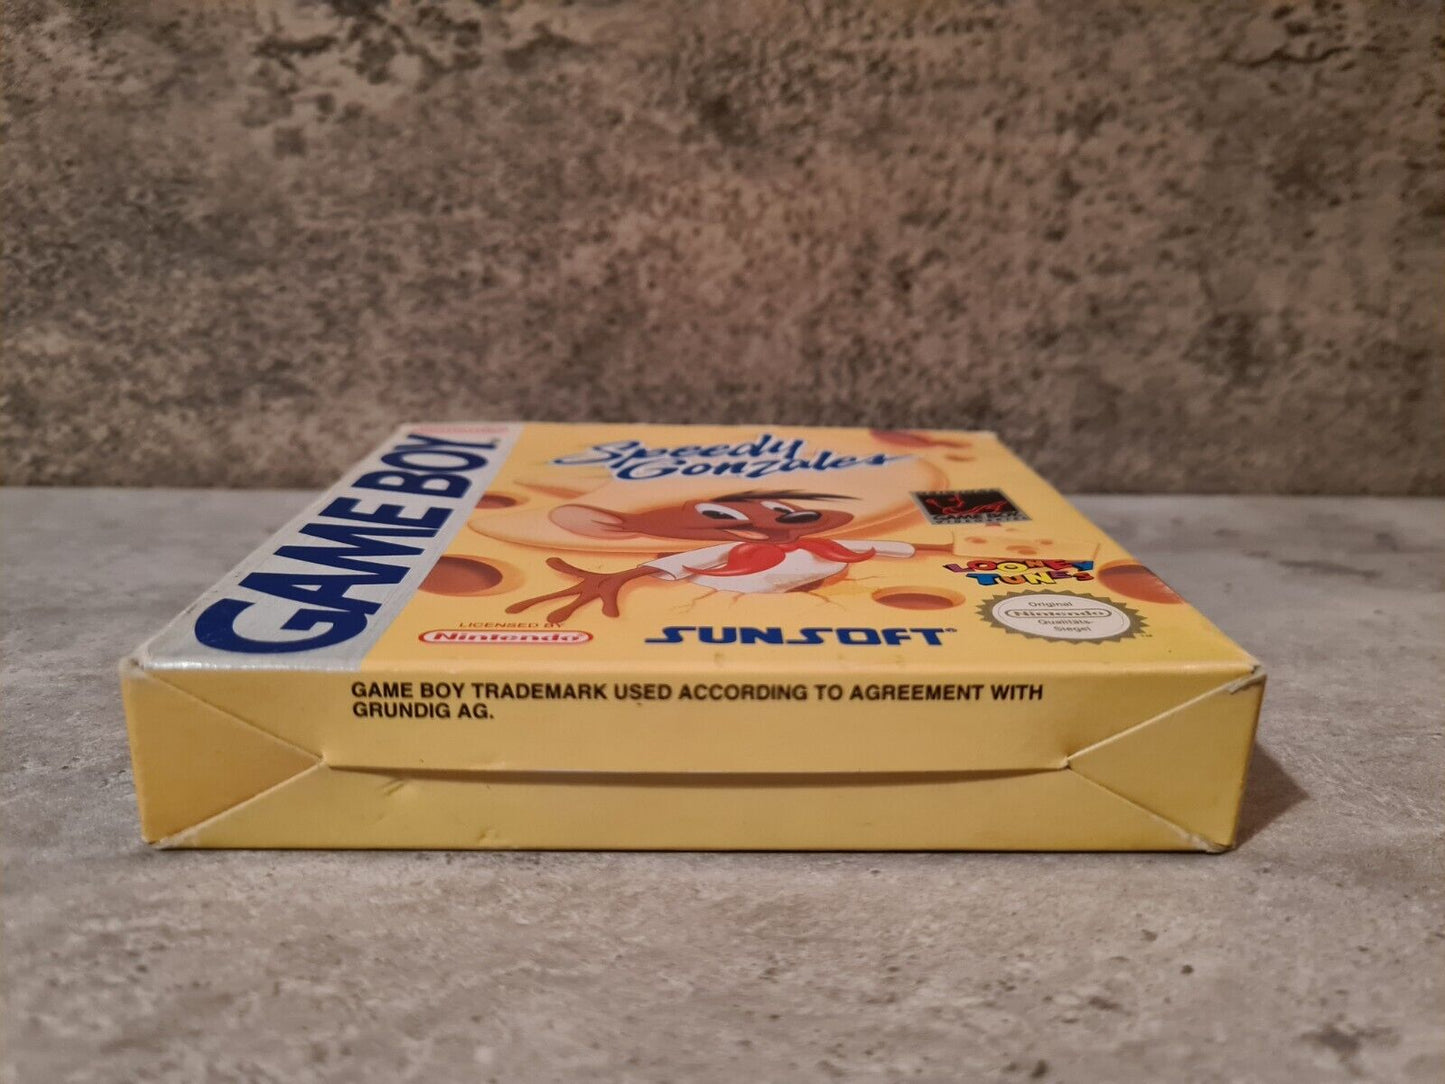 GAME BOY
Speedy
Gonzales
LOONEY
TUNES
Original
Nintendo
Qualitäts-
Siegel
LICENSED BY
Nintendo
SUNSOFT®
GAME BOY TRADEMARK USED ACCORDING TO AGREEMENT WITH
GRUNDIG AG.